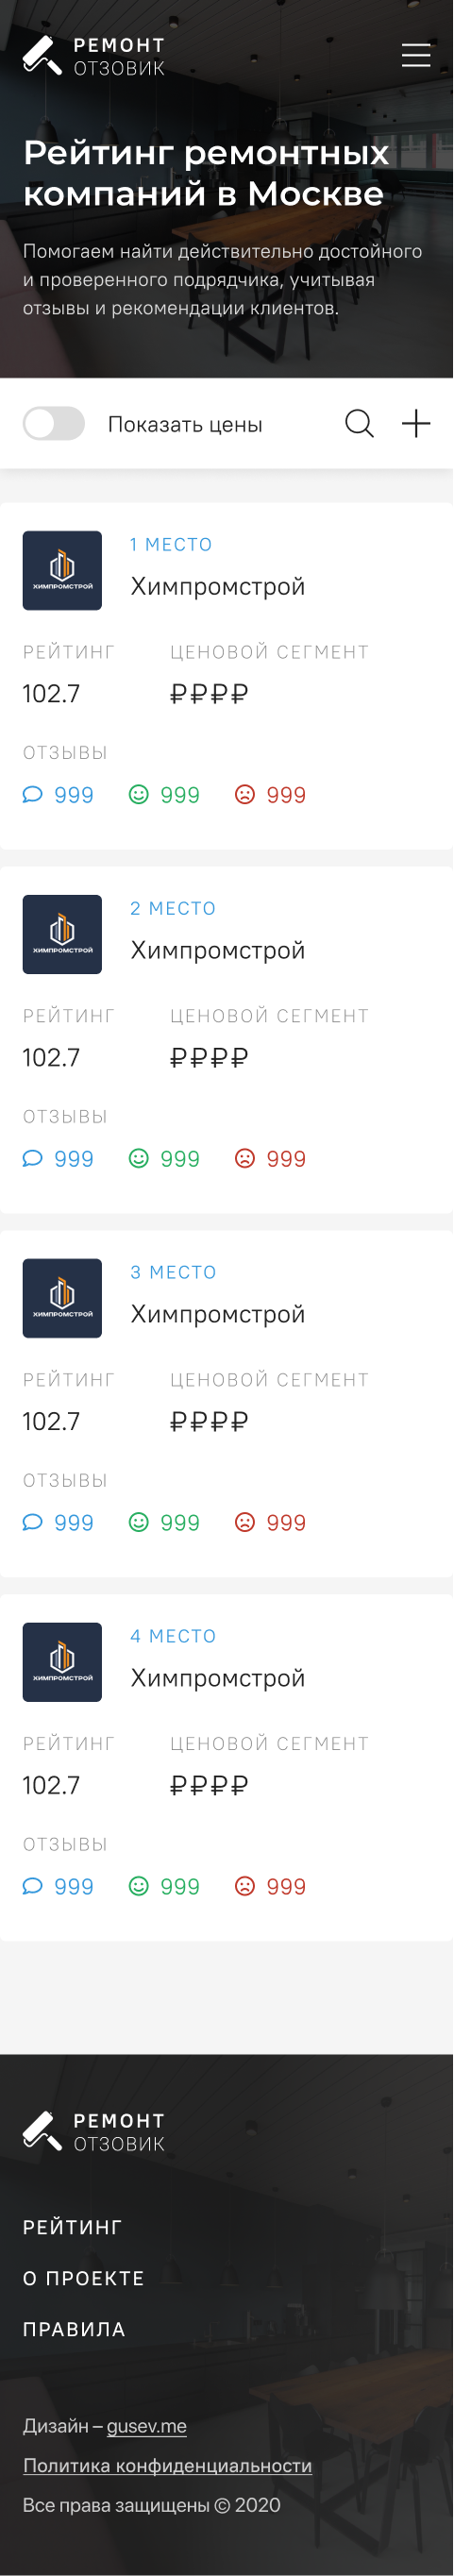 РЕМОНТ
ОТЗОВИК
Рейтинг ремонтных
компаний в Москве
Помогаем найти действительно достойного
и проверенного подрядчика, учитывая
отзывы и рекомендации клиентов.
Показать цены
1 МЕСТО
ХИМПРОМСТРОЙ
Химпромстрой
РЕЙТИНГ ЦЕНОВОЙ СЕГМЕНТ
102.7 ₽₽₽₽
ОТЗЫВЫ
999 999 999
2 МЕСТО
ХИМПРОМСТРОЙ
Химпромстрой
РЕЙТИНГ ЦЕНОВОЙ СЕГМЕНТ
102.7 ₽₽₽₽
ОТЗЫВЫ
999 999 999
3 МЕСТО
ХИМПРОМСТРОЙ
Химпромстрой
РЕЙТИНГ ЦЕНОВОЙ СЕГМЕНТ
102.7 ₽₽₽₽
ОТЗЫВЫ
999 999 999
4 МЕСТО
ХИМПРОМСТРОЙ
Химпромстрой
РЕЙТИНГ ЦЕНОВОЙ СЕГМЕНТ
102.7 ₽₽₽₽
ОТЗЫВЫ
999 999 999
РЕМОНТ
ОТЗОВИК
РЕЙТИНГ
О ПРОЕКТЕ
ПРАВИЛА
Дизайн – gusev.me
Политика конфиденциальности
Все права защищены © 2020